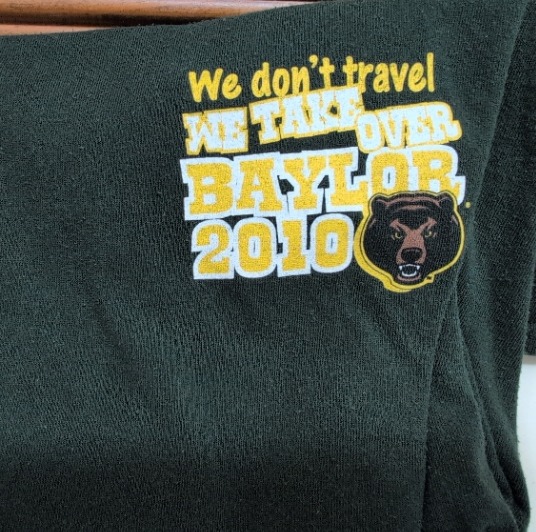 We don't travel
WE TAKE OVER
BAYLOR
2010